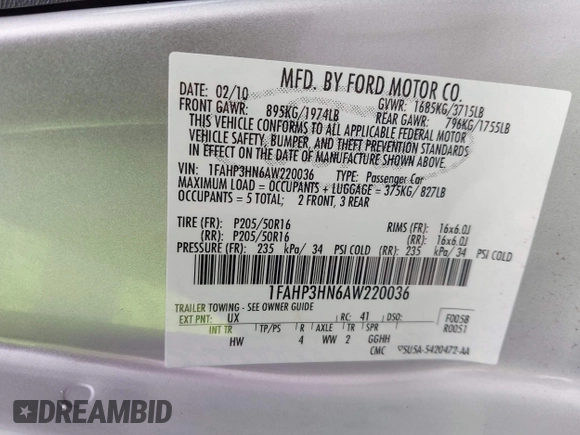 MFD. BY FORD MOTOR CO.
DATE: 02/10 GVWR: 1685KG/3715LB
FRONT GAWR: 895KG/1974LB REAR GAWR: 796KG/1755LB
THIS VEHICLE CONFORMS TO ALL APPLICABLE FEDERAL MOTOR
VEHICLE SAFETY, BUMPER, AND THEFT PREVENTION STANDARDS
IN EFFECT ON THE DATE OF MANUFACTURE SHOWN ABOVE.
VIN: 1FAHP3HN6AW220036 TYPE: Passenger Car
MAXIMUM LOAD = OCCUPANTS + LUGGAGE = 375KG/ 827LB
OCCUPANTS = 5 TOTAL; 2 FRONT, 3 REAR
TIRE (FR): P205/50R16 RIMS (FR): 16x6.0J
(RR): P205/50R16 (RR): 16x6.0J
PRESSURE (FR): 235 kPa/ 34 PSI COLD (RR): 235 kPa/ 34 PSI COLD
1FAHP3HN6AW220036
TRAILER TOWING - SEE OWNER GUIDE
EXT PNT: UX RC: 41 DSO: F0058
INT TR TP/PS R AXLE TR SPR R0051
HW 4 WW 2 GGHH
CMC 5U5A-5420472-AA
DREAMBID